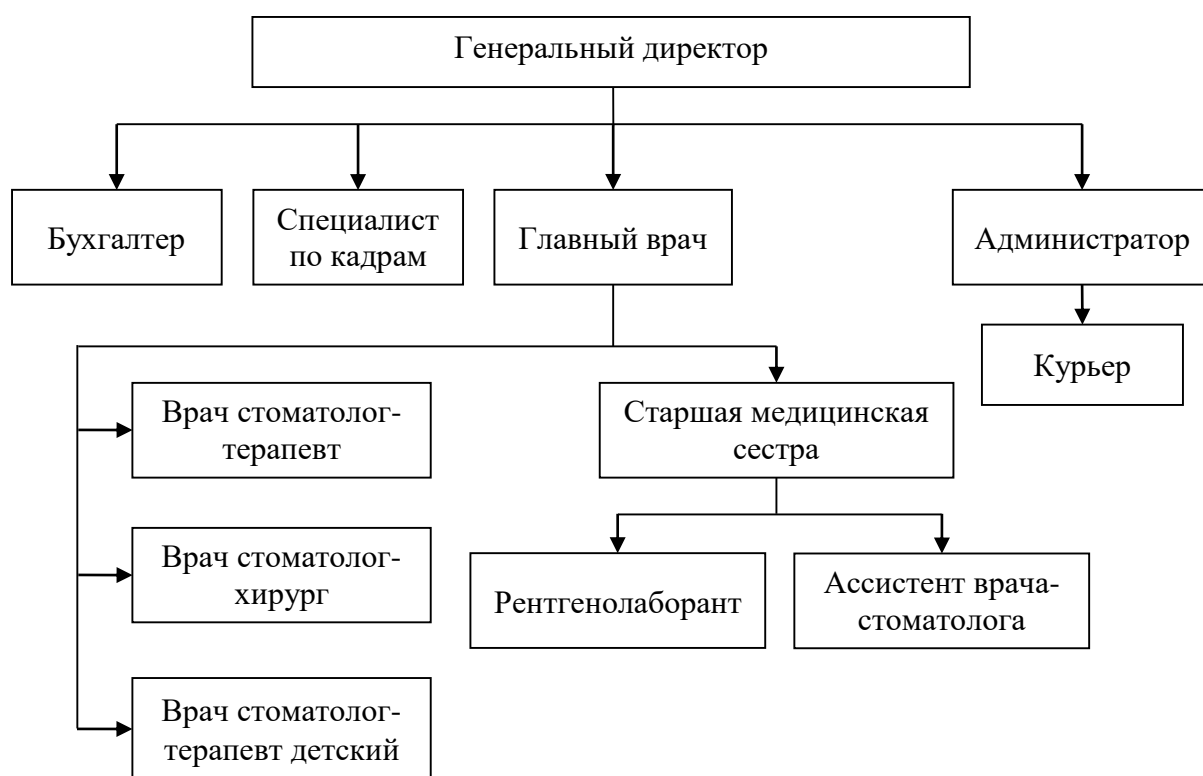 Генеральный директор
Бухгалтер
Специалист
по кадрам
Главный врач
Администратор
Курьер
Врач стоматолог-
терапевт
Старшая медицинская
сестра
Врач стоматолог-
хирург
Рентгенолаборант
Ассистент врача-
стоматолога
Врач стоматолог-
терапевт детский